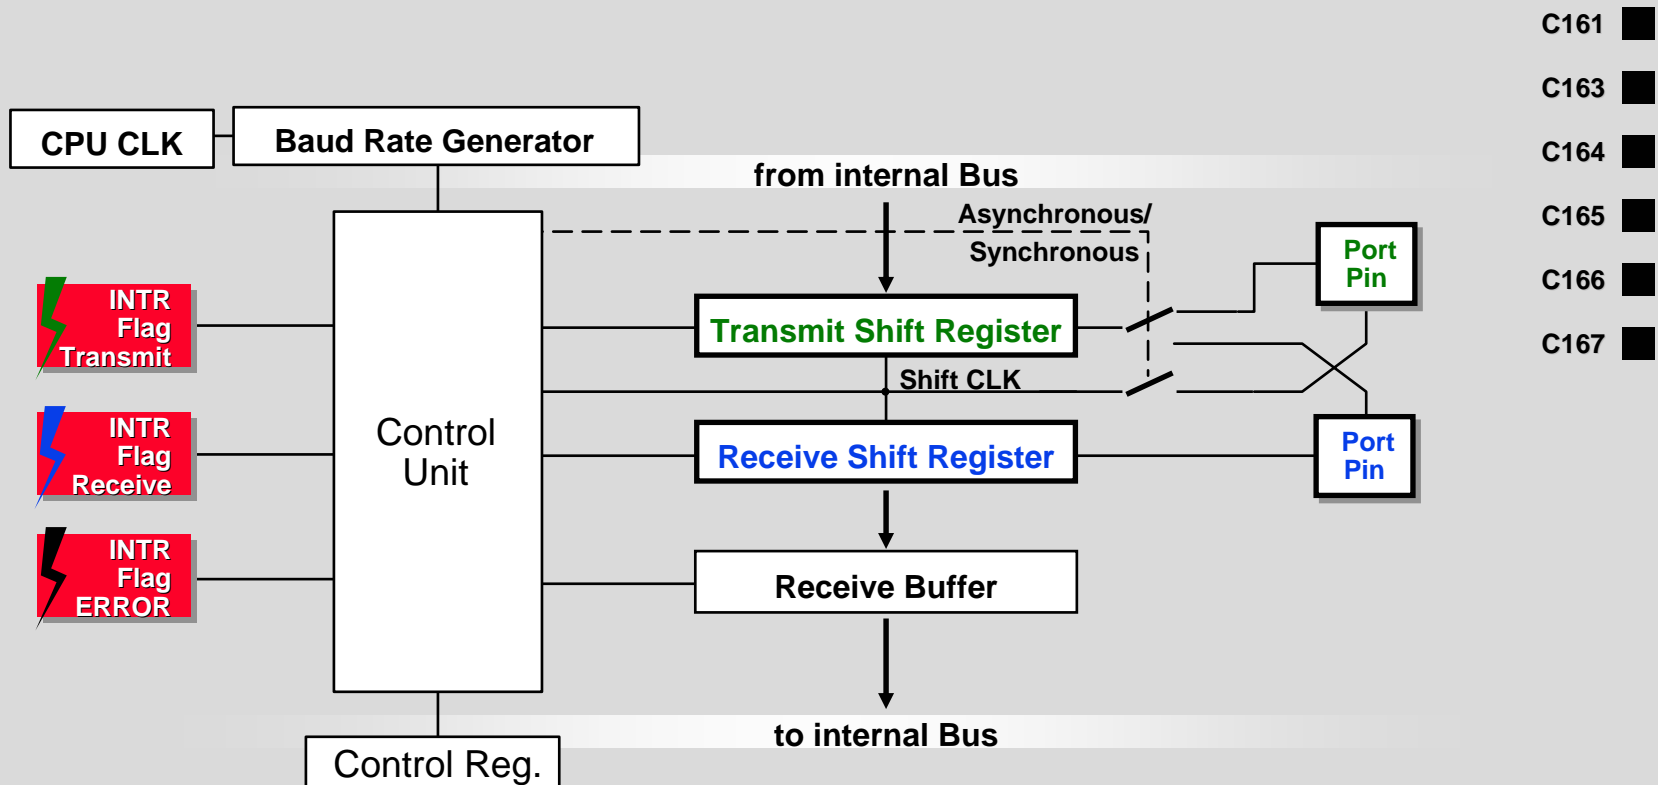 C161
C163
C164
C165
C166
C167
CPU CLK
Baud Rate Generator
from internal Bus
Asynchronous/
Synchronous
Port
Pin
INTR
Flag
Transmit
Transmit Shift Register
Shift CLK
Control
Unit
INTR
Flag
Receive
Receive Shift Register
Port
Pin
INTR
Flag
ERROR
Receive Buffer
to internal Bus
Control Reg.